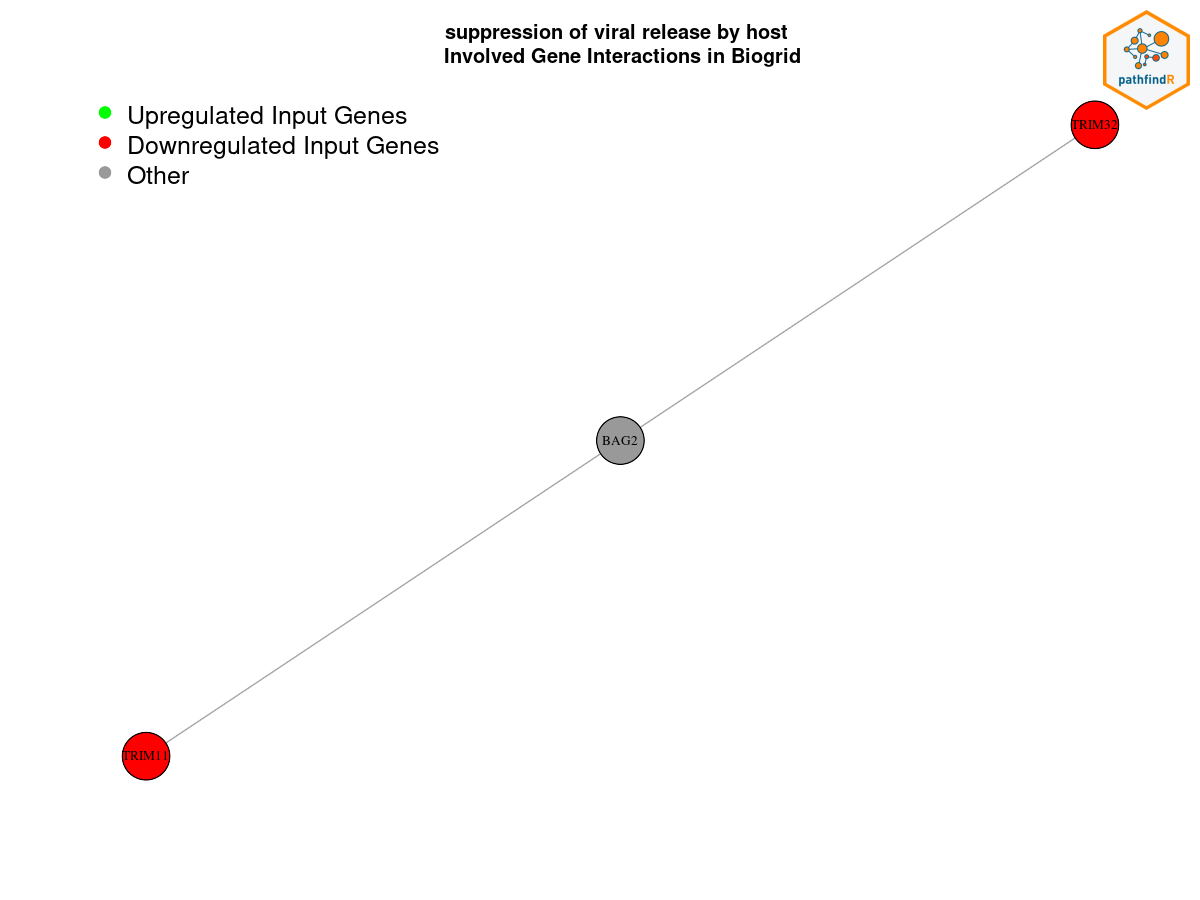 suppression of viral release by host
Involved Gene Interactions in Biogrid
pathfindR
Upregulated Input Genes
Downregulated Input Genes
Other
TRIM32
BAG2
TRIM11